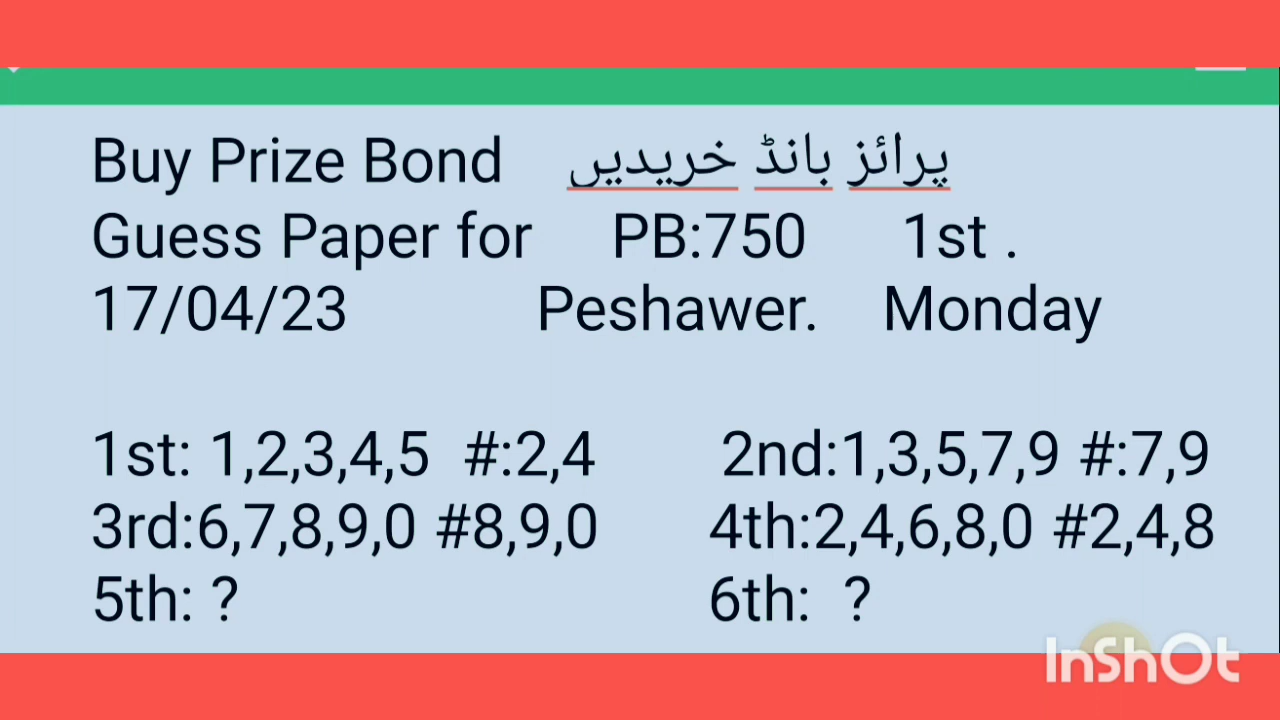 Buy Prize Bond پرائز بانڈ خریدیں
Guess Paper for PB:750 1st .
17/04/23 Peshawer. Monday
1st: 1,2,3,4,5 #:2,4 2nd:1,3,5,7,9 #:7,9
3rd:6,7,8,9,0 #8,9,0 4th:2,4,6,8,0 #2,4,8
5th: ? 6th: ?
InShOt